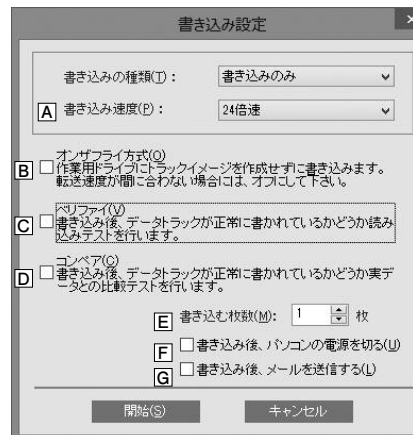 書き込み設定
×
書き込みの種類(T)： 書き込みのみ
A 書き込み速度(P)： 24倍速
オンザフライ方式(O)
B 作業用ドライブにトラックイメージを作成せずに書き込みます。
転送速度が間に合わない場合には、オフにして下さい。
ベリファイ(V)
C 書き込み後、データトラックが正常に書かれているかどうか読み
込みテストを行います。
コンペア(C)
D 書き込み後、データトラックが正常に書かれているかどうか実デ
ータとの比較テストを行います。
E 書き込む枚数(M)： 1 枚
F 書き込み後、パソコンの電源を切る(U)
G 書き込み後、メールを送信する(L)
開始(S) キャンセル